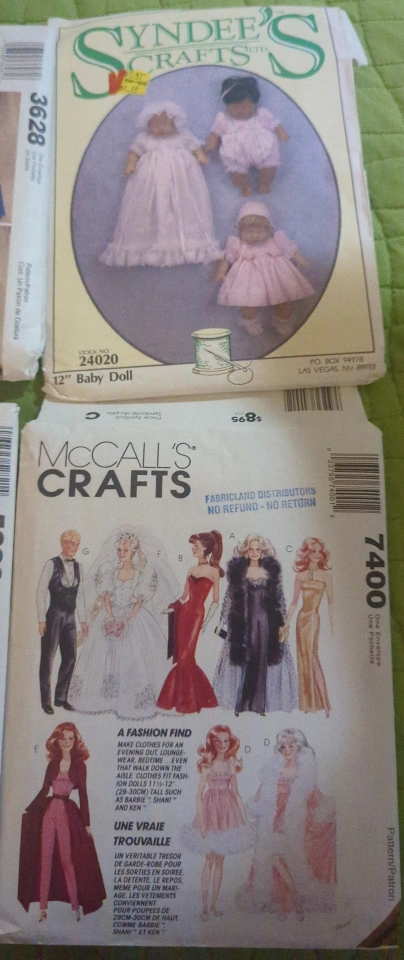 SYNDEE'S
CRAFTS LTD.
STOCK NO
24020
12" Baby Doll
P.O. BOX 94978
LAS VEGAS, NV 89193
3628
Pattern/Patron
$8.95
C
McCALL'S®
CRAFTS
FABRICLAND DISTRIBUTORS
NO REFUND - NO RETURN
7400
One Envelope
Une Pochette
G
F
B
A
C
E
D
D
A FASHION FIND
MAKE CLOTHES FOR AN
EVENING OUT, LOUNGE-
WEAR, BEDTIME ...EVEN
THAT WALK DOWN THE
AISLE. CLOTHES FIT FASH-
ION DOLLS 11½-12"
(29-30CM) TALL SUCH
AS BARBIE™, SHANI™
AND KEN™.
UNE VRAIE
TROUVAILLE
UN VERITABLE TRESOR
DE GARDE-ROBE POUR
LES SORTIES EN SOIREE,
LA DETENTE, LE REPOS,
MEME POUR UN MARI-
AGE. LES VETEMENTS
CONVIENNENT
POUR POUPEES DE
29CM-30CM DE HAUT,
COMME BARBIE™,
SHANI™ ET KEN™
Pattern/Patron